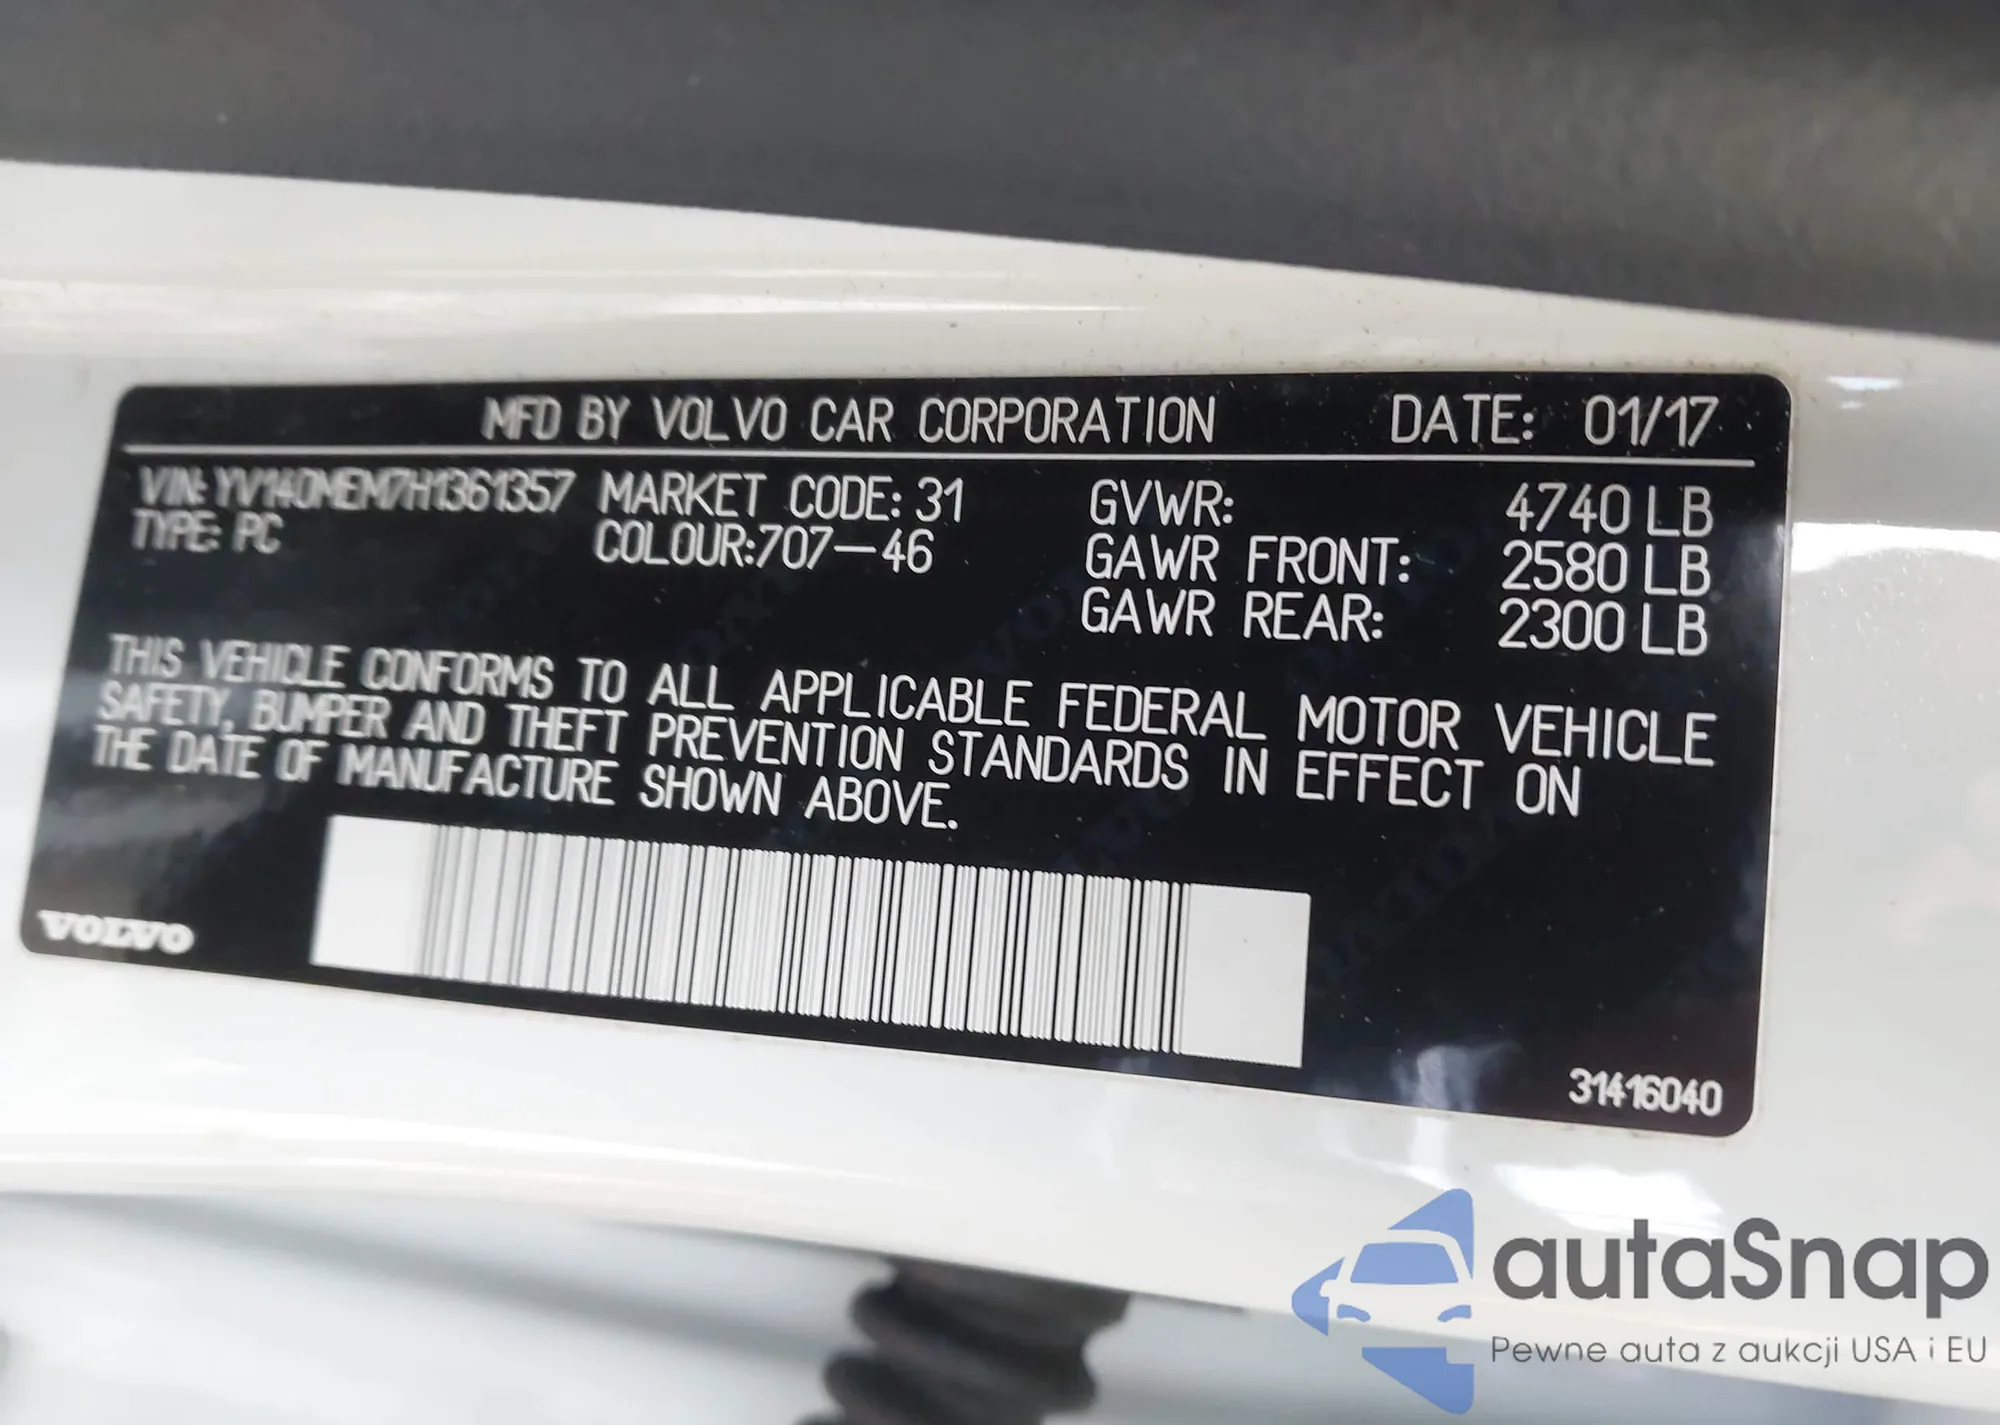 MFD BY VOLVO CAR CORPORATION DATE: 01/17
VIN: YV140MEM7H1361357 MARKET CODE: 31 GVWR: 4740 LB
TYPE: PC COLOUR:707-46 GAWR FRONT: 2580 LB
GAWR REAR: 2300 LB
THIS VEHICLE CONFORMS TO ALL APPLICABLE FEDERAL MOTOR VEHICLE
SAFETY, BUMPER AND THEFT PREVENTION STANDARDS IN EFFECT ON
THE DATE OF MANUFACTURE SHOWN ABOVE.
VOLVO
31416040
autaSnap
Pewne auta z aukcji USA i EU